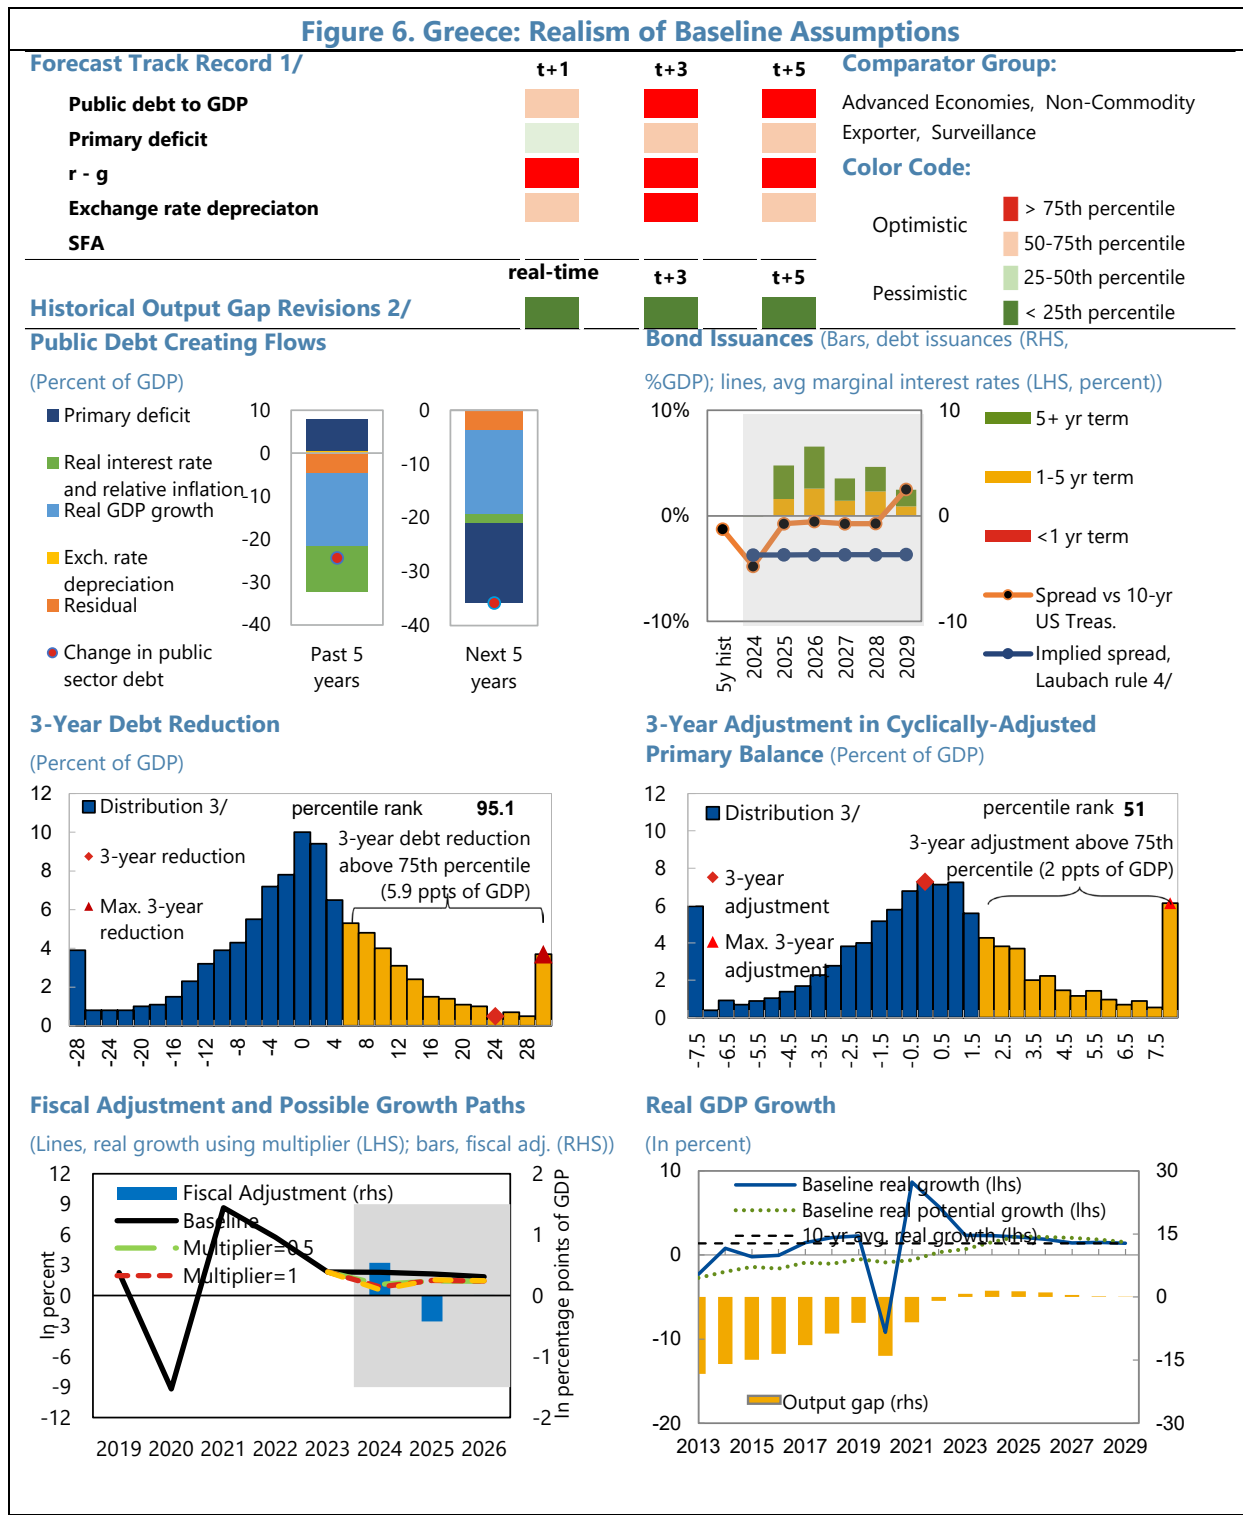 Figure 6. Greece: Realism of Baseline Assumptions
Forecast Track Record 1/
t+1 t+3 t+5
Comparator Group:
Public debt to GDP
Advanced Economies, Non-Commodity
Primary deficit
Exporter, Surveillance
r - g
Color Code:
Exchange rate depreciaton
SFA
Optimistic
> 75th percentile
50-75th percentile
Pessimistic
25-50th percentile
< 25th percentile
real-time t+3 t+5
Historical Output Gap Revisions 2/
Public Debt Creating Flows
(Percent of GDP)
Primary deficit
Real interest rate
and relative inflation
Real GDP growth
Exch. rate
depreciation
Residual
Change in public
sector debt
10
0
-10
-20
-30
-40
Past 5
years
0
-10
-20
-30
-40
Next 5
years
Bond Issuances (Bars, debt issuances (RHS,
%GDP); lines, avg marginal interest rates (LHS, percent))
10%
0%
-10%
10
0
-10
5y hist
2024
2025
2026
2027
2028
2029
5+ yr term
1-5 yr term
<1 yr term
Spread vs 10-yr
US Treas.
Implied spread,
Laubach rule 4/
3-Year Debt Reduction
(Percent of GDP)
12
10
8
6
4
2
0
Distribution 3/
3-year reduction
Max. 3-year
reduction
percentile rank 95.1
3-year debt reduction
above 75th percentile
(5.9 ppts of GDP)
-28
-24
-20
-16
-12
-8
-4
0
4
8
12
16
20
24
28
3-Year Adjustment in Cyclically-Adjusted
Primary Balance (Percent of GDP)
12
10
8
6
4
2
0
Distribution 3/
3-year
adjustment
Max. 3-year
adjustment
percentile rank 51
3-year adjustment above 75th
percentile (2 ppts of GDP)
-7.5
-6.5
-5.5
-4.5
-3.5
-2.5
-1.5
-0.5
0.5
1.5
2.5
3.5
4.5
5.5
6.5
7.5
Fiscal Adjustment and Possible Growth Paths
(Lines, real growth using multiplier (LHS); bars, fiscal adj. (RHS))
In percent
12
9
6
3
0
-3
-6
-9
-12
Fiscal Adjustment (rhs)
Baseline
Multiplier=0.5
Multiplier=1
2
1
0
-1
-2
In percentage points of GDP
2019 2020 2021 2022 2023 2024 2025 2026
Real GDP Growth
(In percent)
10
0
-10
-20
Baseline real growth (lhs)
Baseline real potential growth (lhs)
10-yr avg. real growth (lhs)
Output gap (rhs)
30
15
0
-15
-30
2013 2015 2017 2019 2021 2023 2025 2027 2029